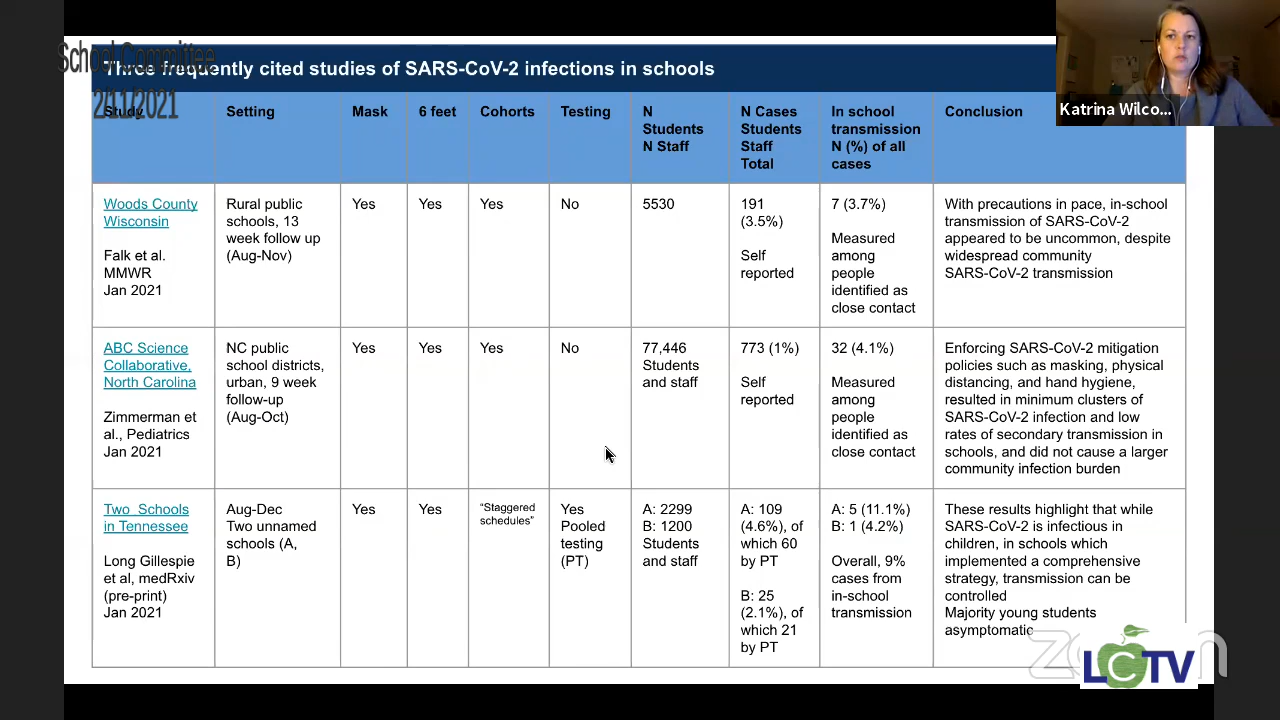 School Committee
2/11/2021
Three frequently cited studies of SARS-CoV-2 infections in schools
Katrina Wilco...
Study
Setting
Mask
6 feet
Cohorts
Testing
N
Students
N Staff
N Cases
Students
Staff
Total
In school
transmission
N (%) of all
cases
Conclusion
Woods County
Wisconsin
Falk et al.
MMWR
Jan 2021
Rural public
schools, 13
week follow up
(Aug-Nov)
Yes
Yes
Yes
No
5530
191
(3.5%)
Self
reported
7 (3.7%)
Measured
among
people
identified as
close contact
With precautions in pace, in-school
transmission of SARS-CoV-2
appeared to be uncommon, despite
widespread community
SARS-CoV-2 transmission
ABC Science
Collaborative,
North Carolina
Zimmerman et
al., Pediatrics
Jan 2021
NC public
school districts,
urban, 9 week
follow-up
(Aug-Oct)
Yes
Yes
Yes
No
77,446
Students
and staff
773 (1%)
Self
reported
32 (4.1%)
Measured
among
people
identified as
close contact
Enforcing SARS-CoV-2 mitigation
policies such as masking, physical
distancing, and hand hygiene,
resulted in minimum clusters of
SARS-CoV-2 infection and low
rates of secondary transmission in
schools, and did not cause a larger
community infection burden
Two Schools
in Tennessee
Long Gillespie
et al, medRxiv
(pre-print)
Jan 2021
Aug-Dec
Two unnamed
schools (A,
B)
Yes
Yes
“Staggered
schedules”
Yes
Pooled
testing
(PT)
A: 2299
B: 1200
Students
and staff
A: 109
(4.6%), of
which 60
by PT
B: 25
(2.1%), of
which 21
by PT
A: 5 (11.1%)
B: 1 (4.2%)
Overall, 9%
cases from
in-school
transmission
These results highlight that while
SARS-CoV-2 is infectious in
children, in schools which
implemented a comprehensive
strategy, transmission can be
controlled
Majority young students
asymptomatic
zoom
LCTV